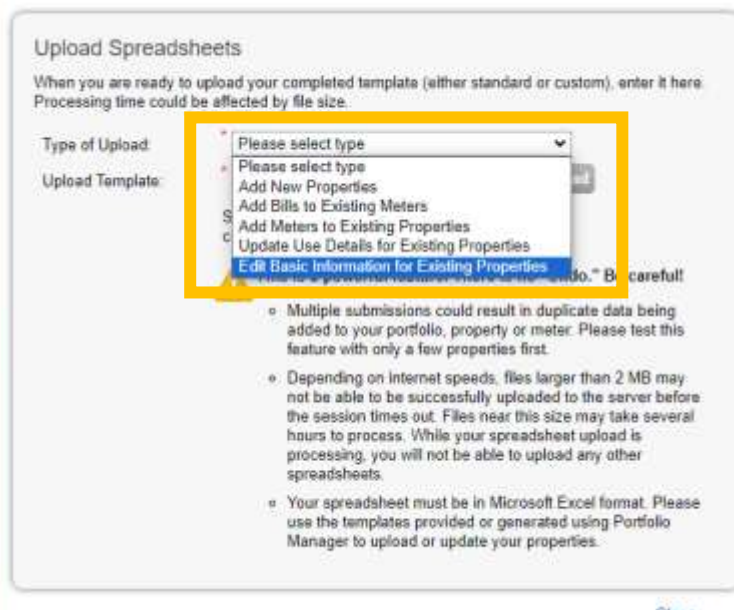 Upload Spreadsheets
When you are ready to upload your completed template (either standard or custom), enter it here.
Processing time could be affected by file size.
Type of Upload:
* Please select type
Upload Template:
* Please select type
Add New Properties
Add Bills to Existing Meters
Add Meters to Existing Properties
Update Use Details for Existing Properties
Edit Basic Information for Existing Properties
Be careful!
Multiple submissions could result in duplicate data being
added to your portfolio, property or meter. Please test this
feature with only a few properties first.
Depending on internet speeds, files larger than 2 MB may
not be able to be successfully uploaded to the server before
the session times out. Files near this size may take several
hours to process. While your spreadsheet upload is
processing, you will not be able to upload any other
spreadsheets.
Your spreadsheet must be in Microsoft Excel format. Please
use the templates provided or generated using Portfolio
Manager to upload or update your properties.